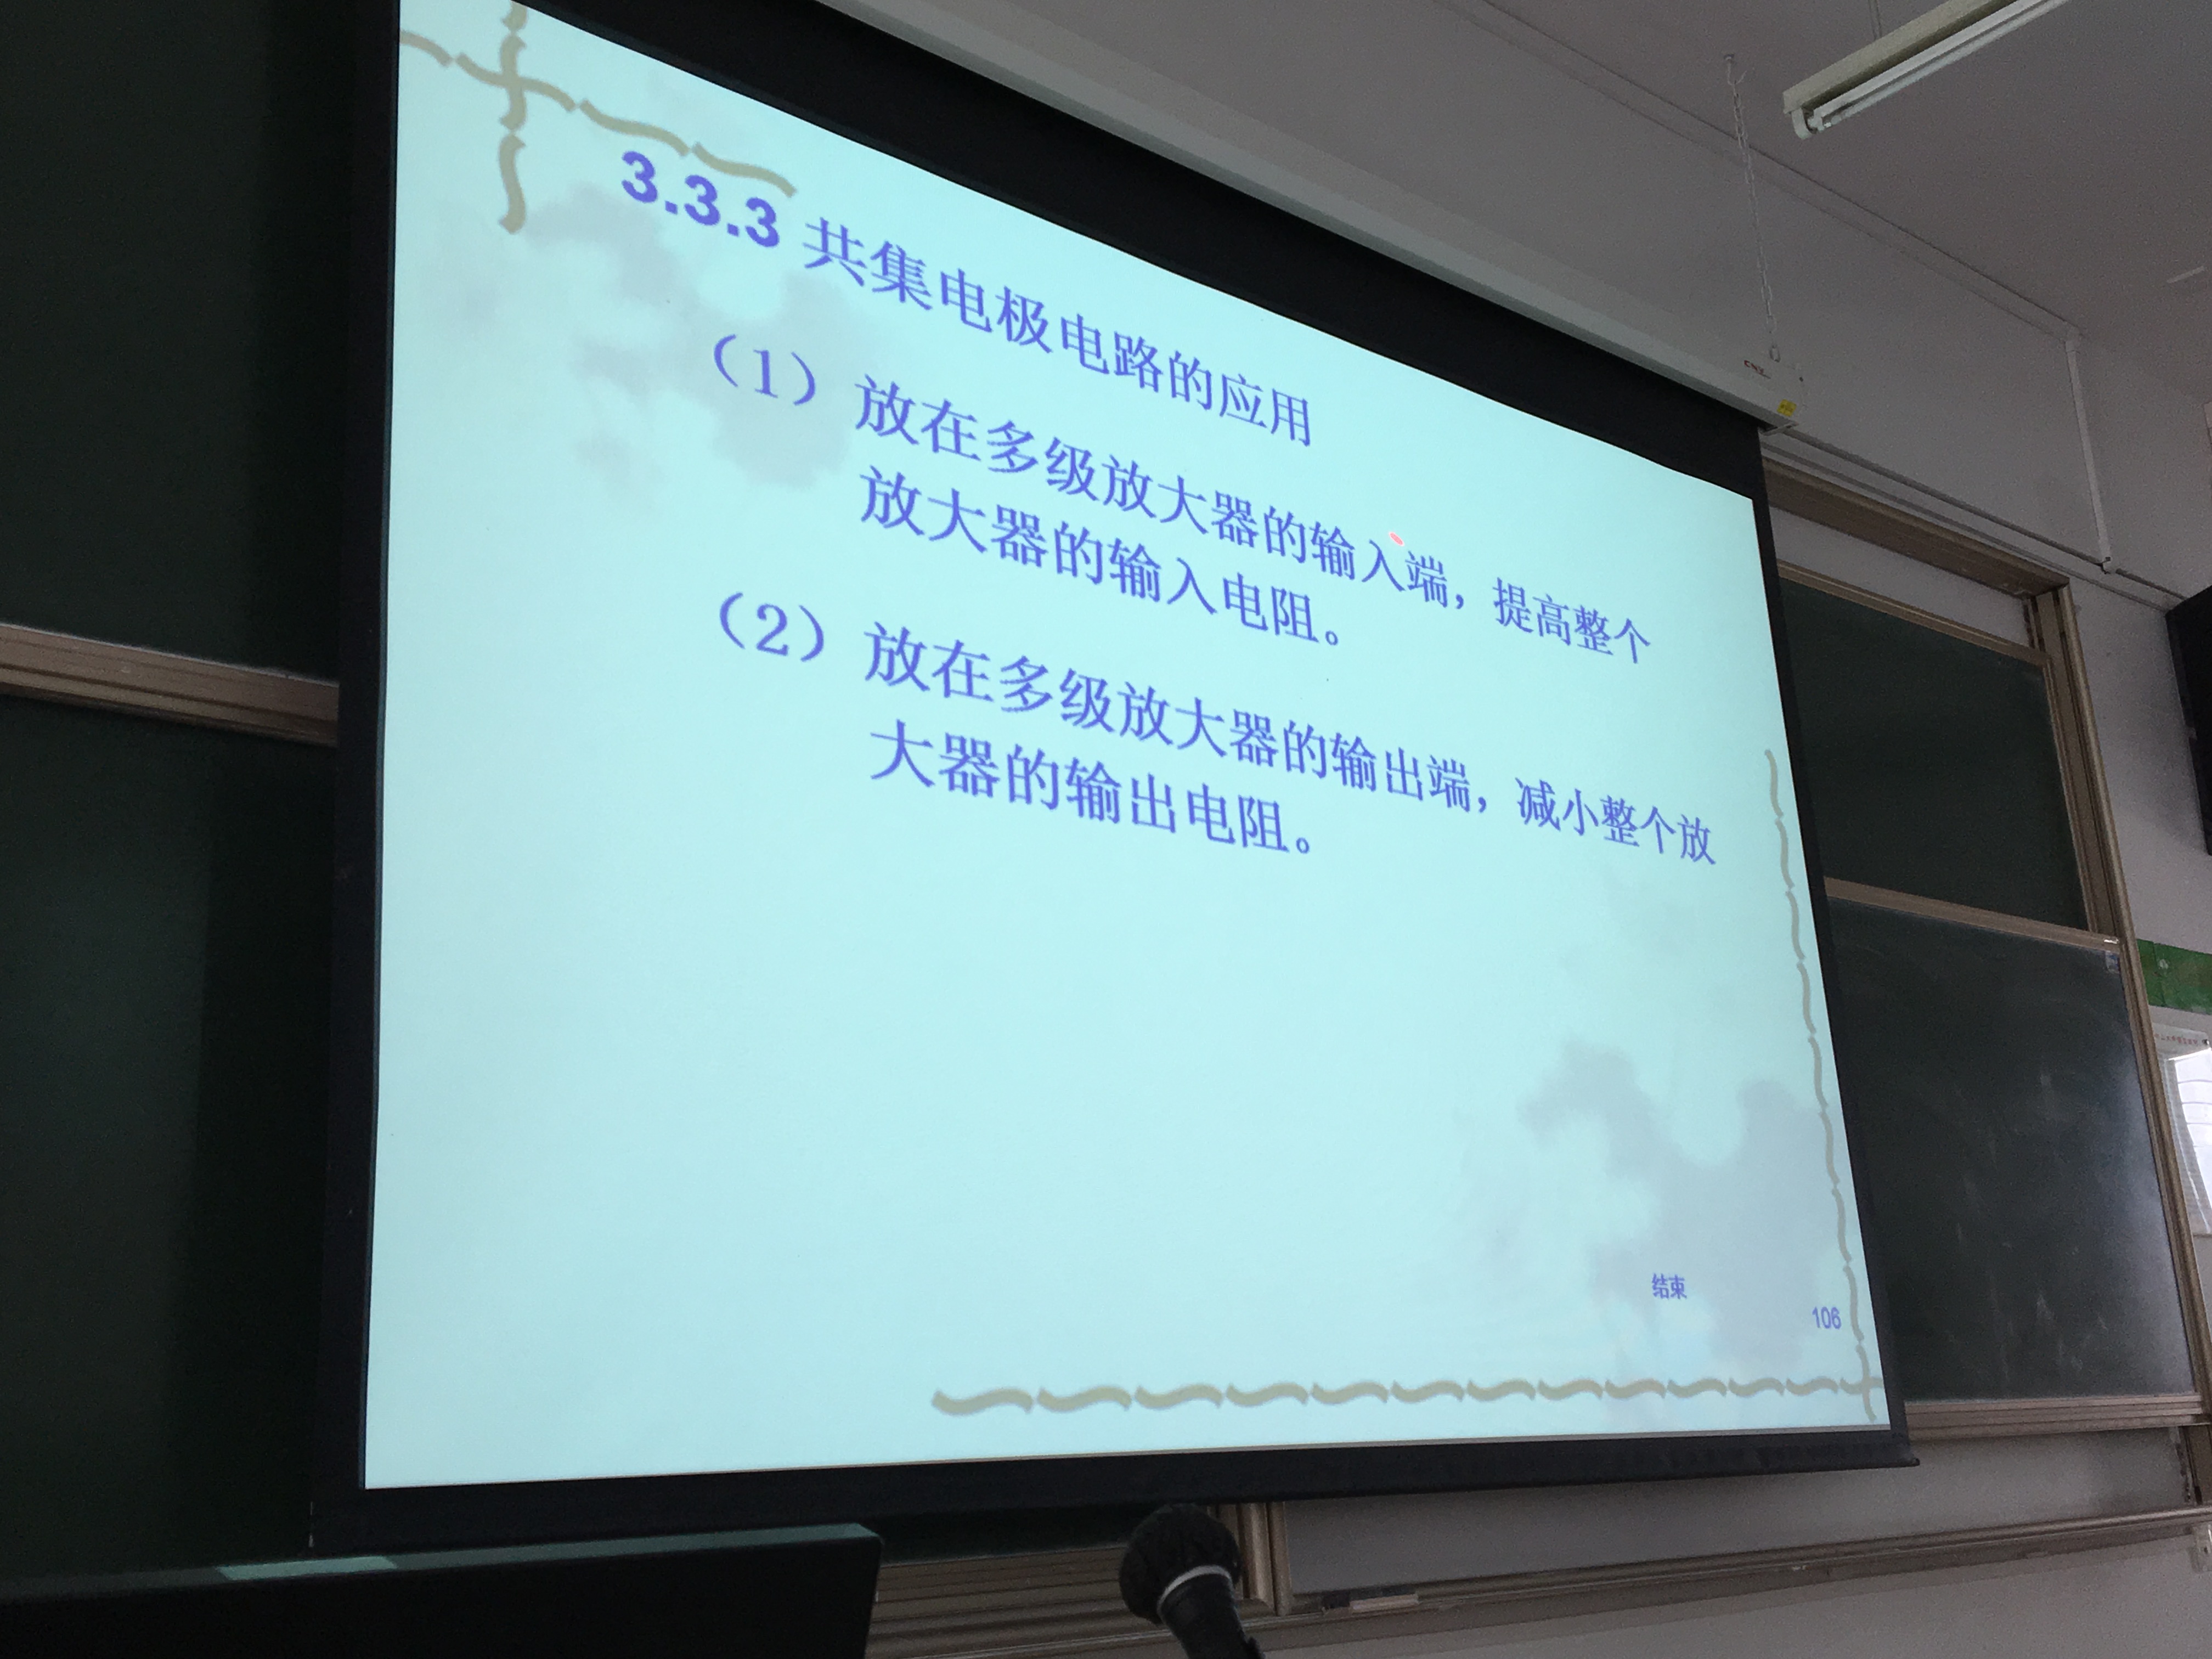 3.3.3 共集电极电路的应用
（1）放在多级放大器的输入端，提高整个
放大器的输入电阻。
（2）放在多级放大器的输出端，减小整个放
大器的输出电阻。
结束
106